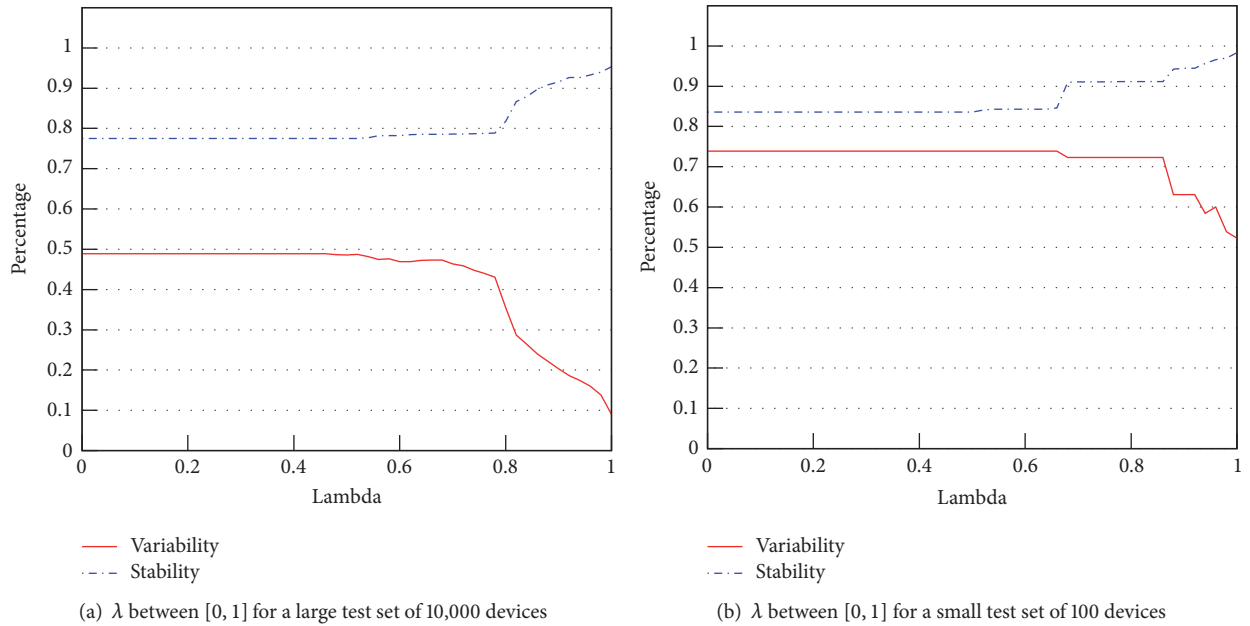 1
0.9
0.8
0.7
0.6
0.5
0.4
0.3
0.2
0.1
0
Percentage
0 0.2 0.4 0.6 0.8 1
Lambda
Variability
Stability
(a) λ between [0, 1] for a large test set of 10,000 devices
1
0.9
0.8
0.7
0.6
0.5
0.4
0.3
0.2
0.1
0
Percentage
0 0.2 0.4 0.6 0.8 1
Lambda
Variability
Stability
(b) λ between [0, 1] for a small test set of 100 devices